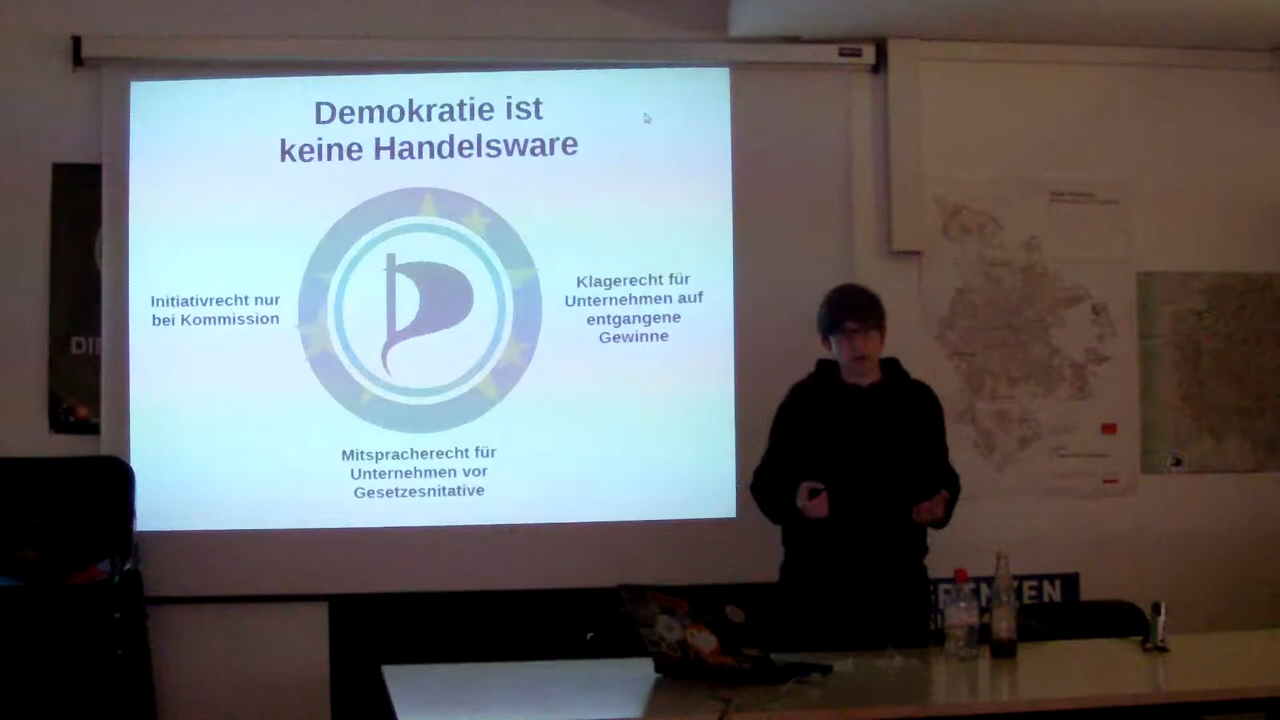 Demokratie ist
keine Handelsware
Initiativrecht nur
bei Kommission
Klagerecht für
Unternehmen auf
entgangene
Gewinne
Mitspracherecht für
Unternehmen vor
Gesetzesnitative